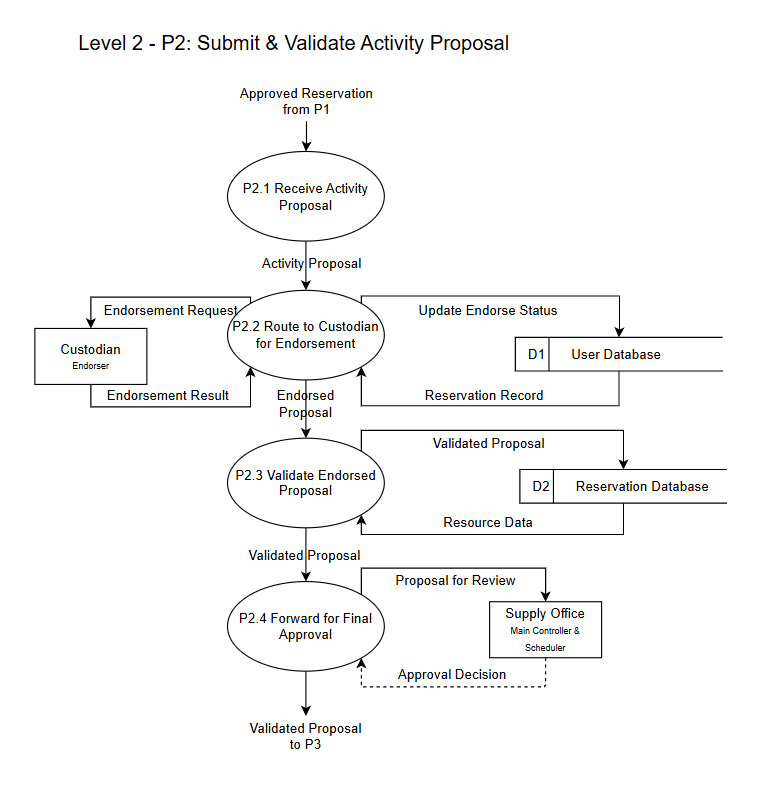 Level 2 - P2: Submit & Validate Activity Proposal
Approved Reservation
from P1
P2.1 Receive Activity
Proposal
Activity Proposal
Endorsement Request
Update Endorse Status
P2.2 Route to Custodian
for Endorsement
Custodian
Endorser
D1
User Database
Endorsement Result
Endorsed
Proposal
Reservation Record
Validated Proposal
P2.3 Validate Endorsed
Proposal
D2
Reservation Database
Resource Data
Validated Proposal
Proposal for Review
P2.4 Forward for Final
Approval
Supply Office
Main Controller &
Scheduler
Approval Decision
Validated Proposal
to P3